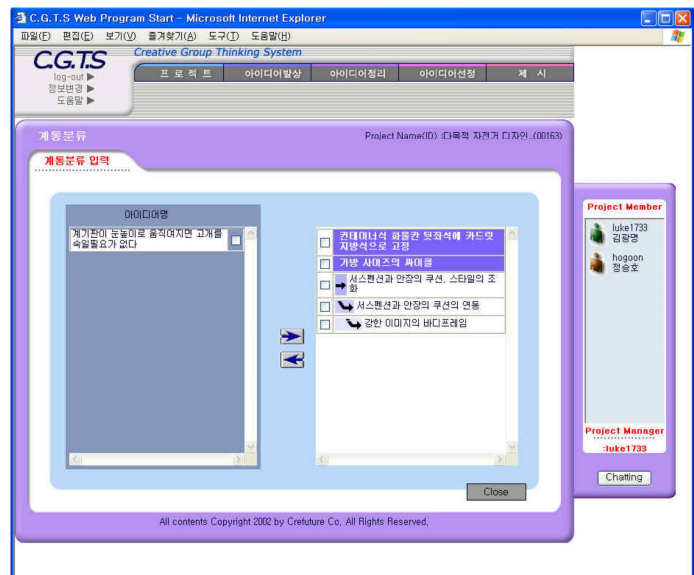 C.G.T.S Web Program Start - Microsoft Internet Explorer
파일(F) 편집(E) 보기(V) 즐겨찾기(A) 도구(T) 도움말(H)
C.G.T.S
Creative Group Thinking System
log-out ▶
정보변경 ▶
도움말 ▶
프로젝트 아이디어발상 아이디어정리 아이디어선정 제 시
계통분류
Project Name(ID) :다목적 자전거 디자인..(00163)
계통분류 입력
아이디어명
계기판이 눈높이로 움직여지면 고개를
숙일필요가 없다
컨테이너식 화물칸 뒷좌석에 카드릿
지방식으로 고정
가방 사이즈의 싸이클
서스펜션과 안장의 쿠션, 스타일의 조
화
서스펜션과 안장의 쿠션의 연동
강한 이미지의 바디프레임
Close
All contents Copyright 2002 by Crefuture Co, All Rights Reserved,
Project Member
luke1733
김광명
hogoon
정승호
Project Manager
:luke1733
Chatting